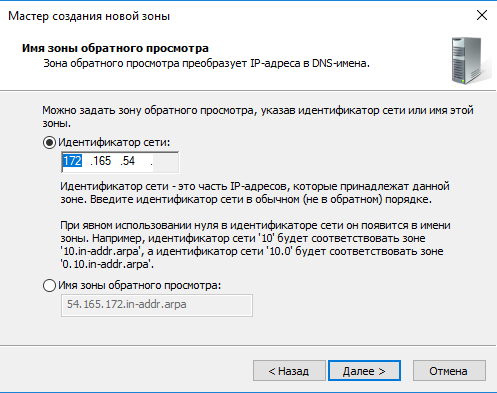 Мастер создания новой зоны
Имя зоны обратного просмотра
Зона обратного просмотра преобразует IP-адреса в DNS-имена.
Можно задать зону обратного просмотра, указав идентификатор сети или имя этой
зоны.
Идентификатор сети:
172 .165 .54 .
Идентификатор сети - это часть IP-адресов, которые принадлежат данной
зоне. Введите идентификатор сети в обычном (не в обратном) порядке.
При явном использовании нуля в идентификаторе сети он появится в имени
зоны. Например, идентификатор сети '10' будет соответствовать зоне
'10.in-addr.arpa', а идентификатор сети '10.0' будет соответствовать зоне
'0.10.in-addr.arpa'.
Имя зоны обратного просмотра:
54.165.172.in-addr.arpa
< Назад Далее > Отмена